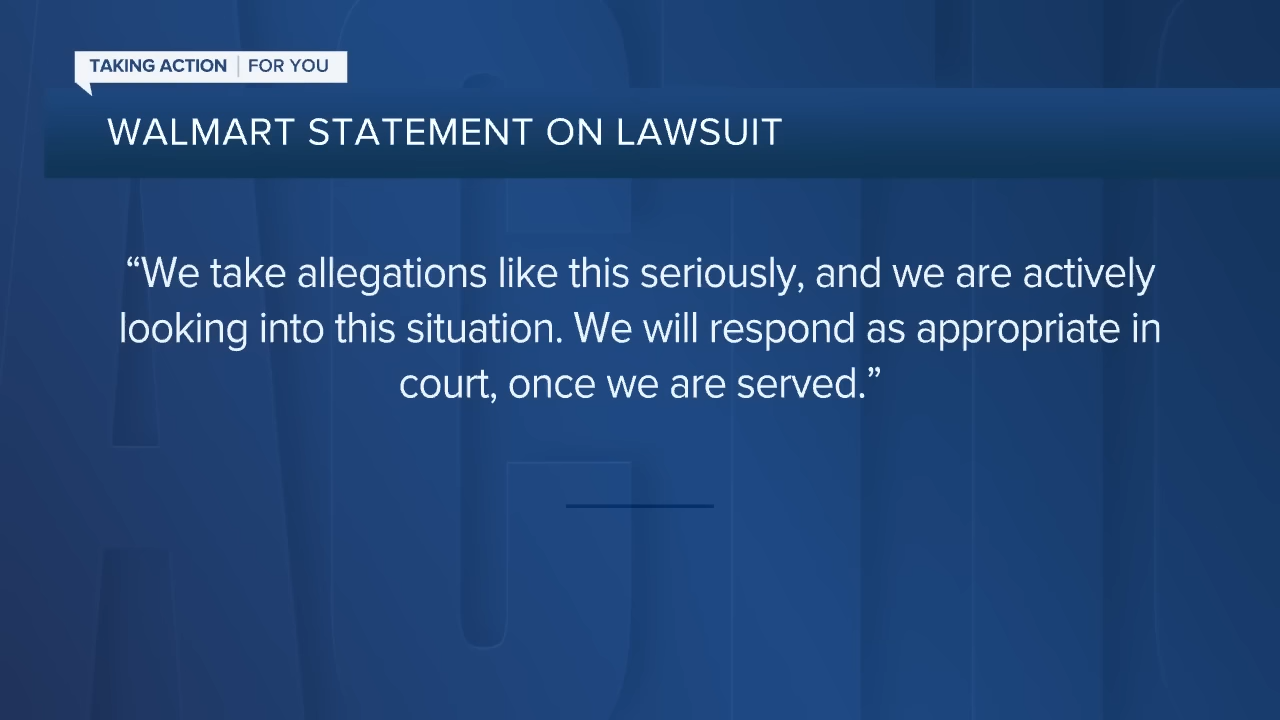 TAKING ACTION | FOR YOU
WALMART STATEMENT ON LAWSUIT
“We take allegations like this seriously, and we are actively
looking into this situation. We will respond as appropriate in
court, once we are served.”